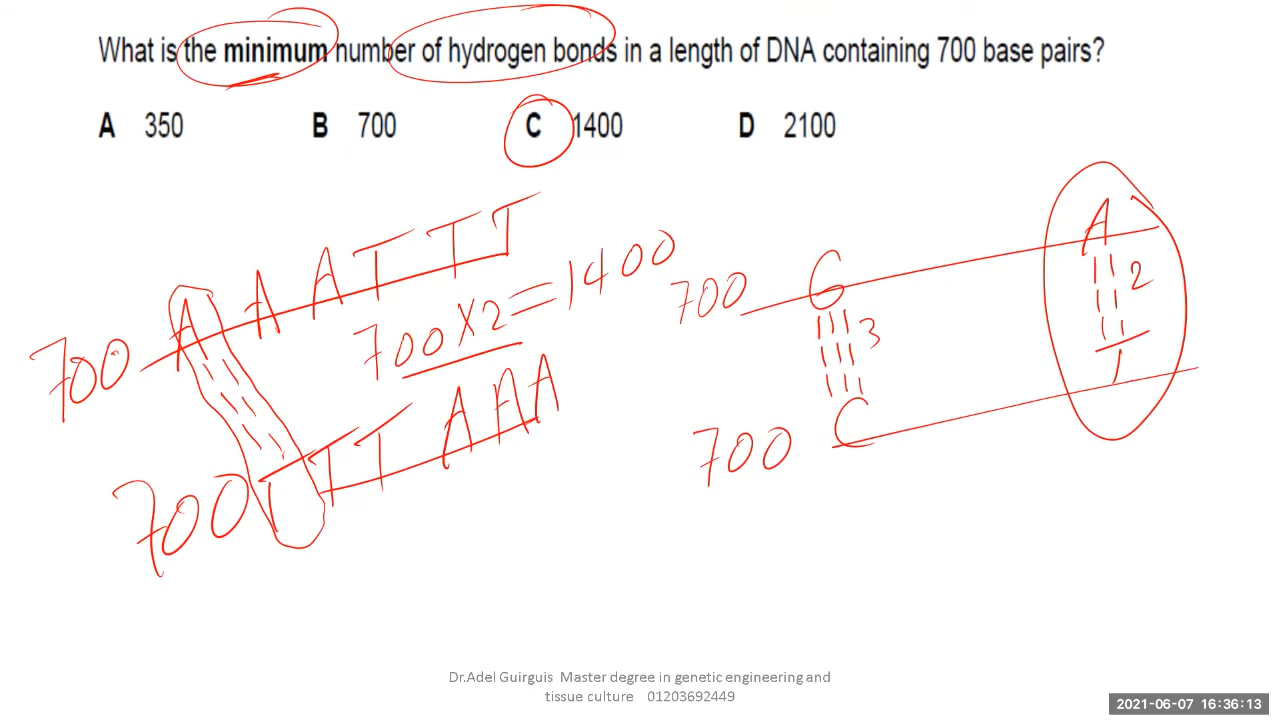 What is the minimum number of hydrogen bonds in a length of DNA containing 700 base pairs?
A 350 B 700 C 1400 D 2100
A A A T T T
700
700 X 2 = 1400
T T T A A A
700
700 G A
3 2
700 C T
Dr.Adel Guirguis Master degree in genetic engineering and
tissue culture 01203692449
2021-06-07 16:36:13